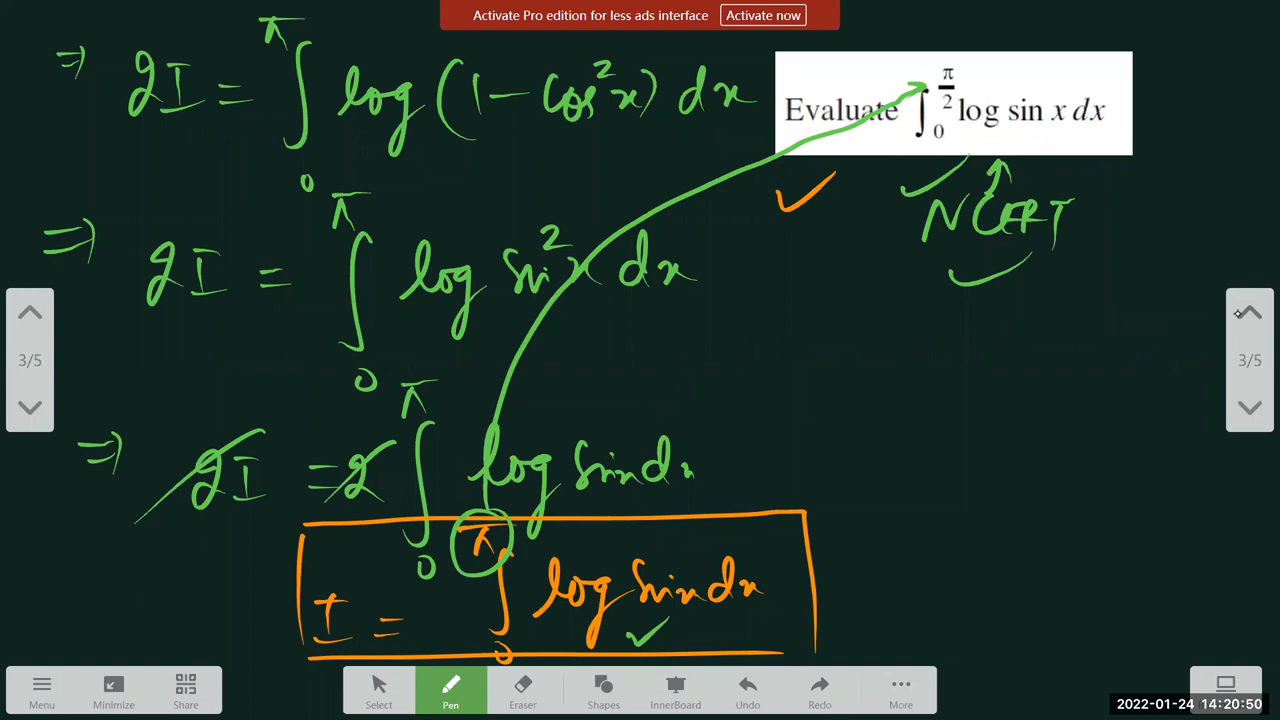 Activate Pro edition for less ads interface Activate now
⇒ 2I = ∫₀^π log (1 − cos²x) dx
Evaluate ∫₀^(π/2) log sin x dx
NCERT
⇒ 2I = ∫₀^π log sin²x dx
3/5
3/5
⇒ 2I = 2 ∫₀^π log sinx dx
I = ∫₀^π log sinx dx
Menu Minimize Share Select Pen Eraser Shapes InnerBoard Undo Redo More
2022-01-24 14:20:50